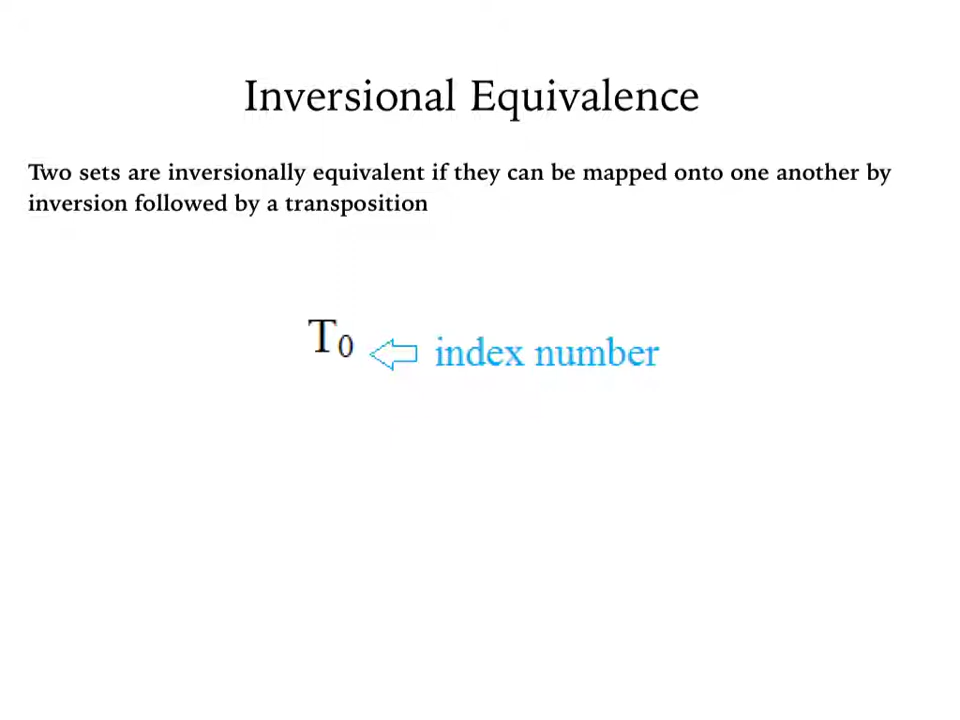 Inversional Equivalence
Two sets are inversionally equivalent if they can be mapped onto one another by
inversion followed by a transposition
T₀ index number